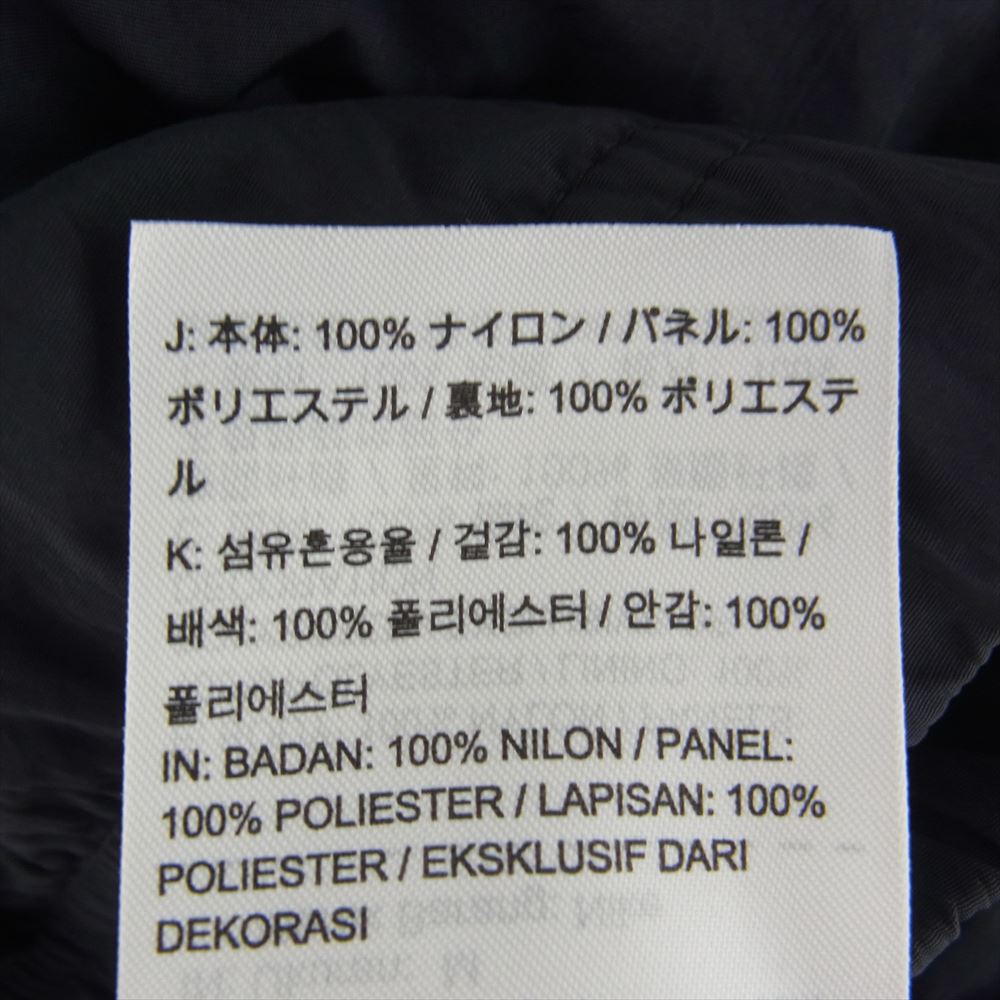 J: 本体: 100% ナイロン / パネル: 100%
ポリエステル / 裏地: 100% ポリエステ
ル
K: 섬유혼용율 / 겉감: 100% 나일론 /
배색: 100% 폴리에스터 / 안감: 100%
폴리에스터
IN: BADAN: 100% NILON / PANEL:
100% POLIESTER / LAPISAN: 100%
POLIESTER / EKSKLUSIF DARI
DEKORASI